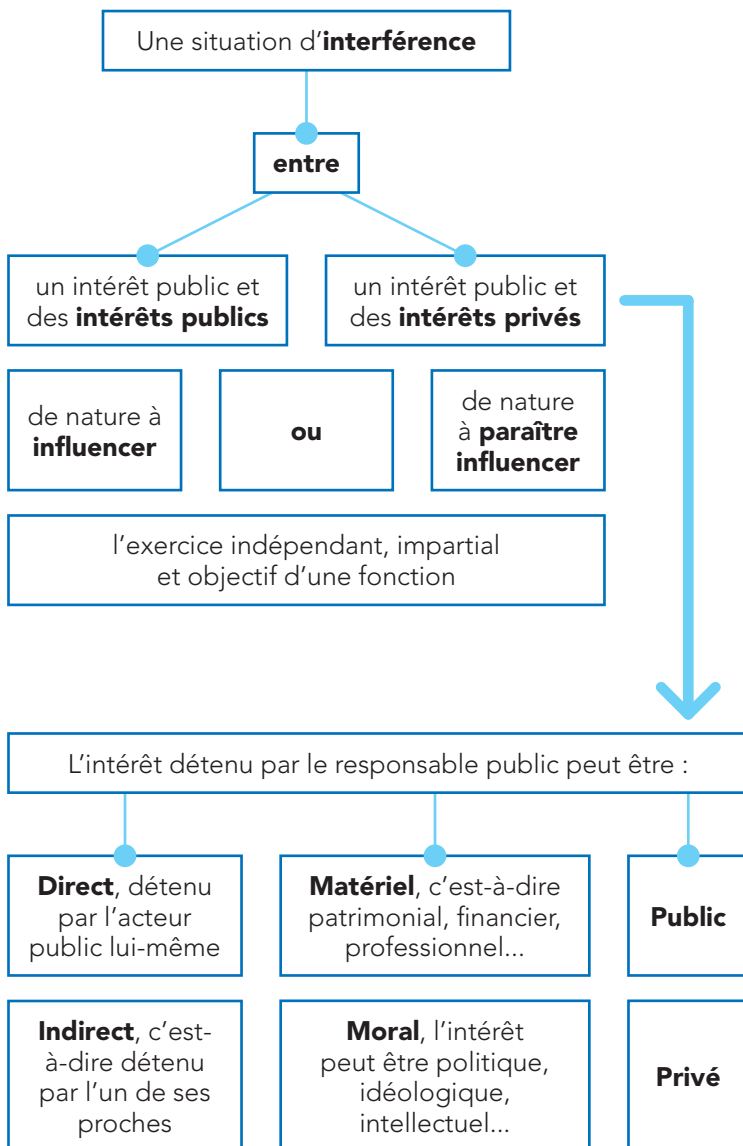 Une situation d’interférence
entre
un intérêt public et
des intérêts publics
un intérêt public et
des intérêts privés
de nature à
influencer
ou
de nature
à paraître
influencer
l’exercice indépendant, impartial
et objectif d’une fonction
L’intérêt détenu par le responsable public peut être :
Direct, détenu
par l’acteur
public lui-même
Matériel, c’est-à-dire
patrimonial, financier,
professionnel...
Public
Indirect, c’est-
à-dire détenu
par l’un de ses
proches
Moral, l’intérêt
peut être politique,
idéologique,
intellectuel...
Privé